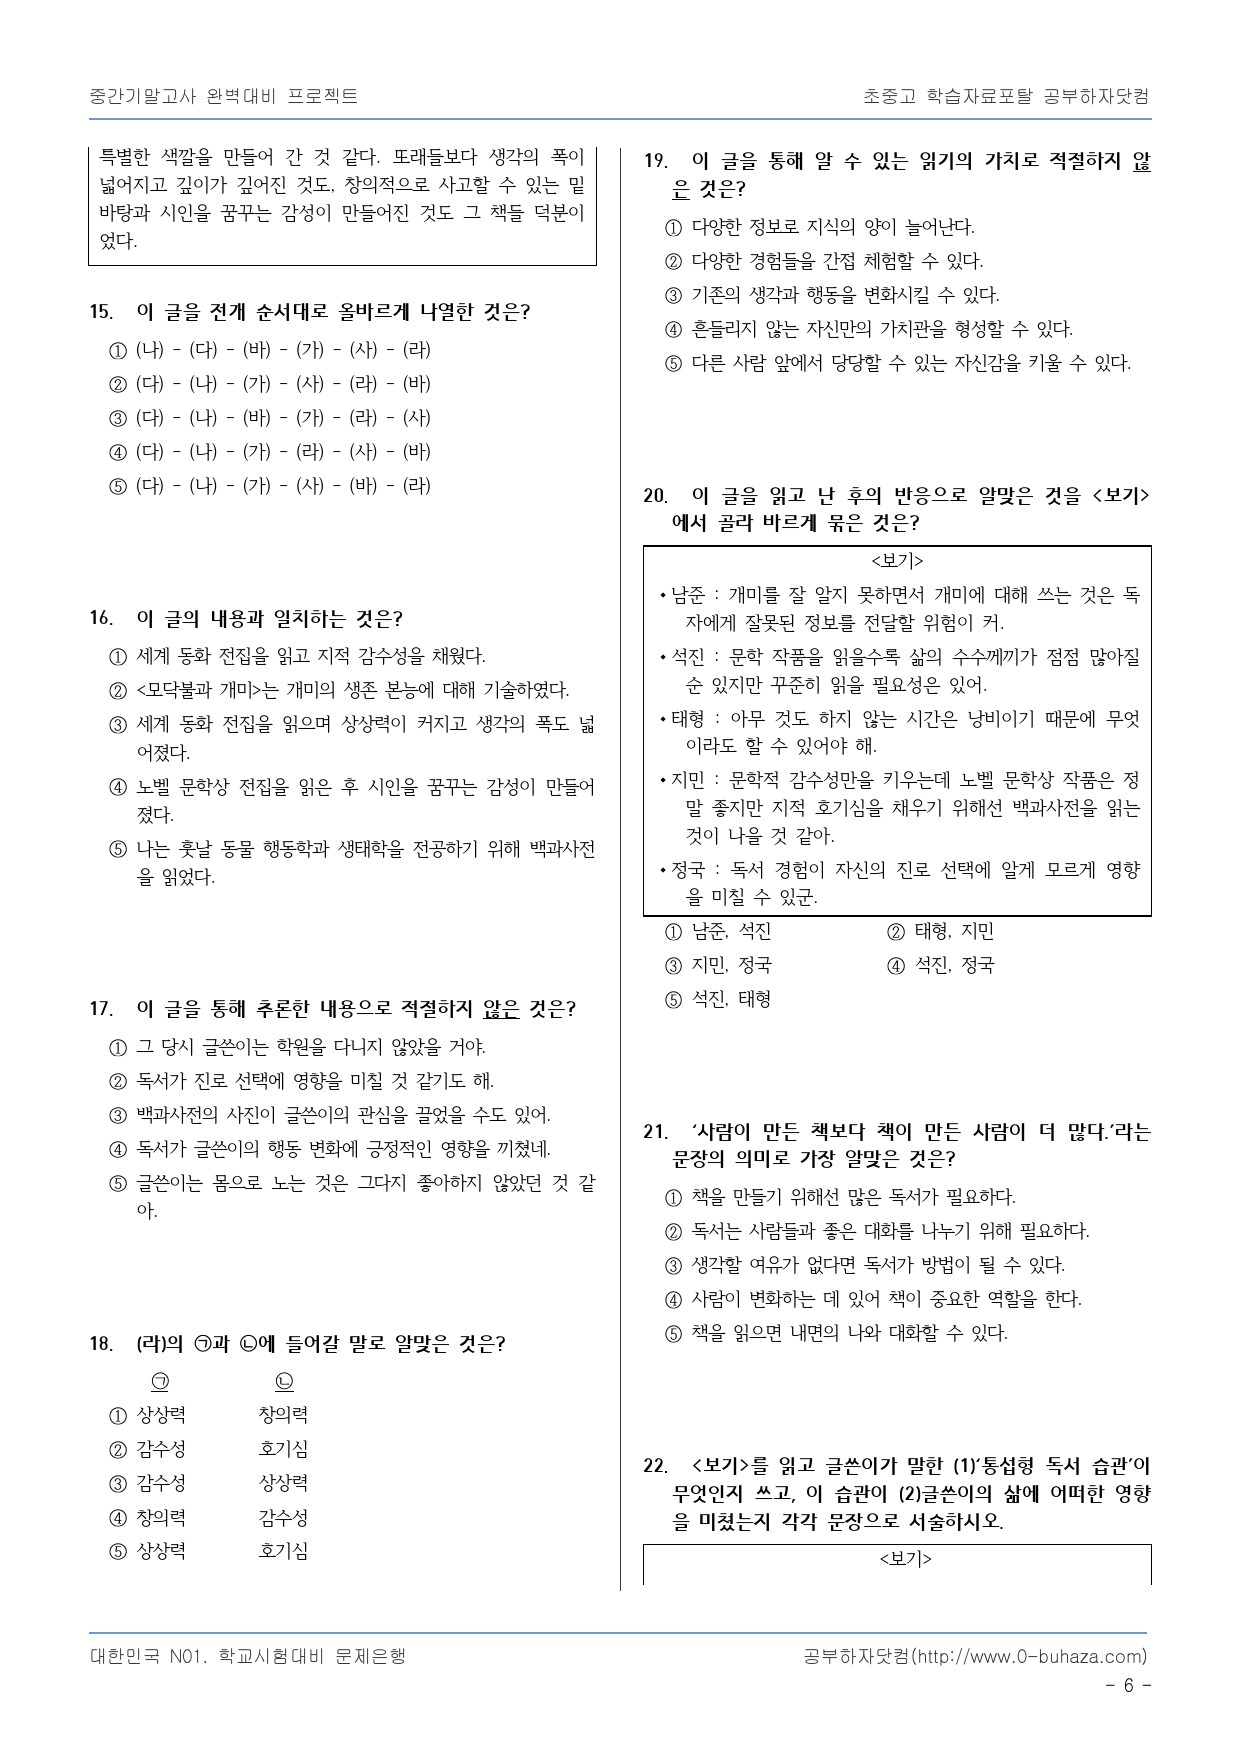 중간기말고사 완벽대비 프로젝트
초중고 학습자료포탈 공부하자닷컴
특별한 색깔을 만들어 간 것 같다. 또래들보다 생각의 폭이
넓어지고 깊이가 깊어진 것도, 창의적으로 사고할 수 있는 밑
바탕과 시인을 꿈꾸는 감성이 만들어진 것도 그 책들 덕분이
었다.
15. 이 글을 전개 순서대로 올바르게 나열한 것은?
① (나) - (다) - (바) - (가) - (사) - (라)
② (다) - (나) - (가) - (사) - (라) - (바)
③ (다) - (나) - (바) - (가) - (라) - (사)
④ (다) - (나) - (가) - (라) - (사) - (바)
⑤ (다) - (나) - (가) - (사) - (바) - (라)
16. 이 글의 내용과 일치하는 것은?
① 세계 동화 전집을 읽고 지적 감수성을 채웠다.
② <모닥불과 개미>는 개미의 생존 본능에 대해 기술하였다.
③ 세계 동화 전집을 읽으며 상상력이 커지고 생각의 폭도 넓
어졌다.
④ 노벨 문학상 전집을 읽은 후 시인을 꿈꾸는 감성이 만들어
졌다.
⑤ 나는 훗날 동물 행동학과 생태학을 전공하기 위해 백과사전
을 읽었다.
17. 이 글을 통해 추론한 내용으로 적절하지 않은 것은?
① 그 당시 글쓴이는 학원을 다니지 않았을 거야.
② 독서가 진로 선택에 영향을 미칠 것 같기도 해.
③ 백과사전의 사진이 글쓴이의 관심을 끌었을 수도 있어.
④ 독서가 글쓴이의 행동 변화에 긍정적인 영향을 끼쳤네.
⑤ 글쓴이는 몸으로 노는 것은 그다지 좋아하지 않았던 것 같
아.
18. (라)의 ㉠과 ㉡에 들어갈 말로 알맞은 것은?
㉠ ㉡
① 상상력 창의력
② 감수성 호기심
③ 감수성 상상력
④ 창의력 감수성
⑤ 상상력 호기심
19. 이 글을 통해 알 수 있는 읽기의 가치로 적절하지 않
은 것은?
① 다양한 정보로 지식의 양이 늘어난다.
② 다양한 경험들을 간접 체험할 수 있다.
③ 기존의 생각과 행동을 변화시킬 수 있다.
④ 흔들리지 않는 자신만의 가치관을 형성할 수 있다.
⑤ 다른 사람 앞에서 당당할 수 있는 자신감을 키울 수 있다.
20. 이 글을 읽고 난 후의 반응으로 알맞은 것을 <보기>
에서 골라 바르게 묶은 것은?
<보기>
•남준 : 개미를 잘 알지 못하면서 개미에 대해 쓰는 것은 독
자에게 잘못된 정보를 전달할 위험이 커.
•석진 : 문학 작품을 읽을수록 삶의 수수께끼가 점점 많아질
순 있지만 꾸준히 읽을 필요성은 있어.
•태형 : 아무 것도 하지 않는 시간은 낭비이기 때문에 무엇
이라도 할 수 있어야 해.
•지민 : 문학적 감수성만을 키우는데 노벨 문학상 작품은 정
말 좋지만 지적 호기심을 채우기 위해선 백과사전을 읽는
것이 나을 것 같아.
•정국 : 독서 경험이 자신의 진로 선택에 알게 모르게 영향
을 미칠 수 있군.
① 남준, 석진 ② 태형, 지민
③ 지민, 정국 ④ 석진, 정국
⑤ 석진, 태형
21. ‘사람이 만든 책보다 책이 만든 사람이 더 많다.’라는
문장의 의미로 가장 알맞은 것은?
① 책을 만들기 위해선 많은 독서가 필요하다.
② 독서는 사람들과 좋은 대화를 나누기 위해 필요하다.
③ 생각할 여유가 없다면 독서가 방법이 될 수 있다.
④ 사람이 변화하는 데 있어 책이 중요한 역할을 한다.
⑤ 책을 읽으면 내면의 나와 대화할 수 있다.
22. <보기>를 읽고 글쓴이가 말한 (1)‘통섭형 독서 습관’이
무엇인지 쓰고, 이 습관이 (2)글쓴이의 삶에 어떠한 영향
을 미쳤는지 각각 문장으로 서술하시오.
<보기>
대한민국 N01. 학교시험대비 문제은행
공부하자닷컴(http://www.0-buhaza.com)
- 6 -